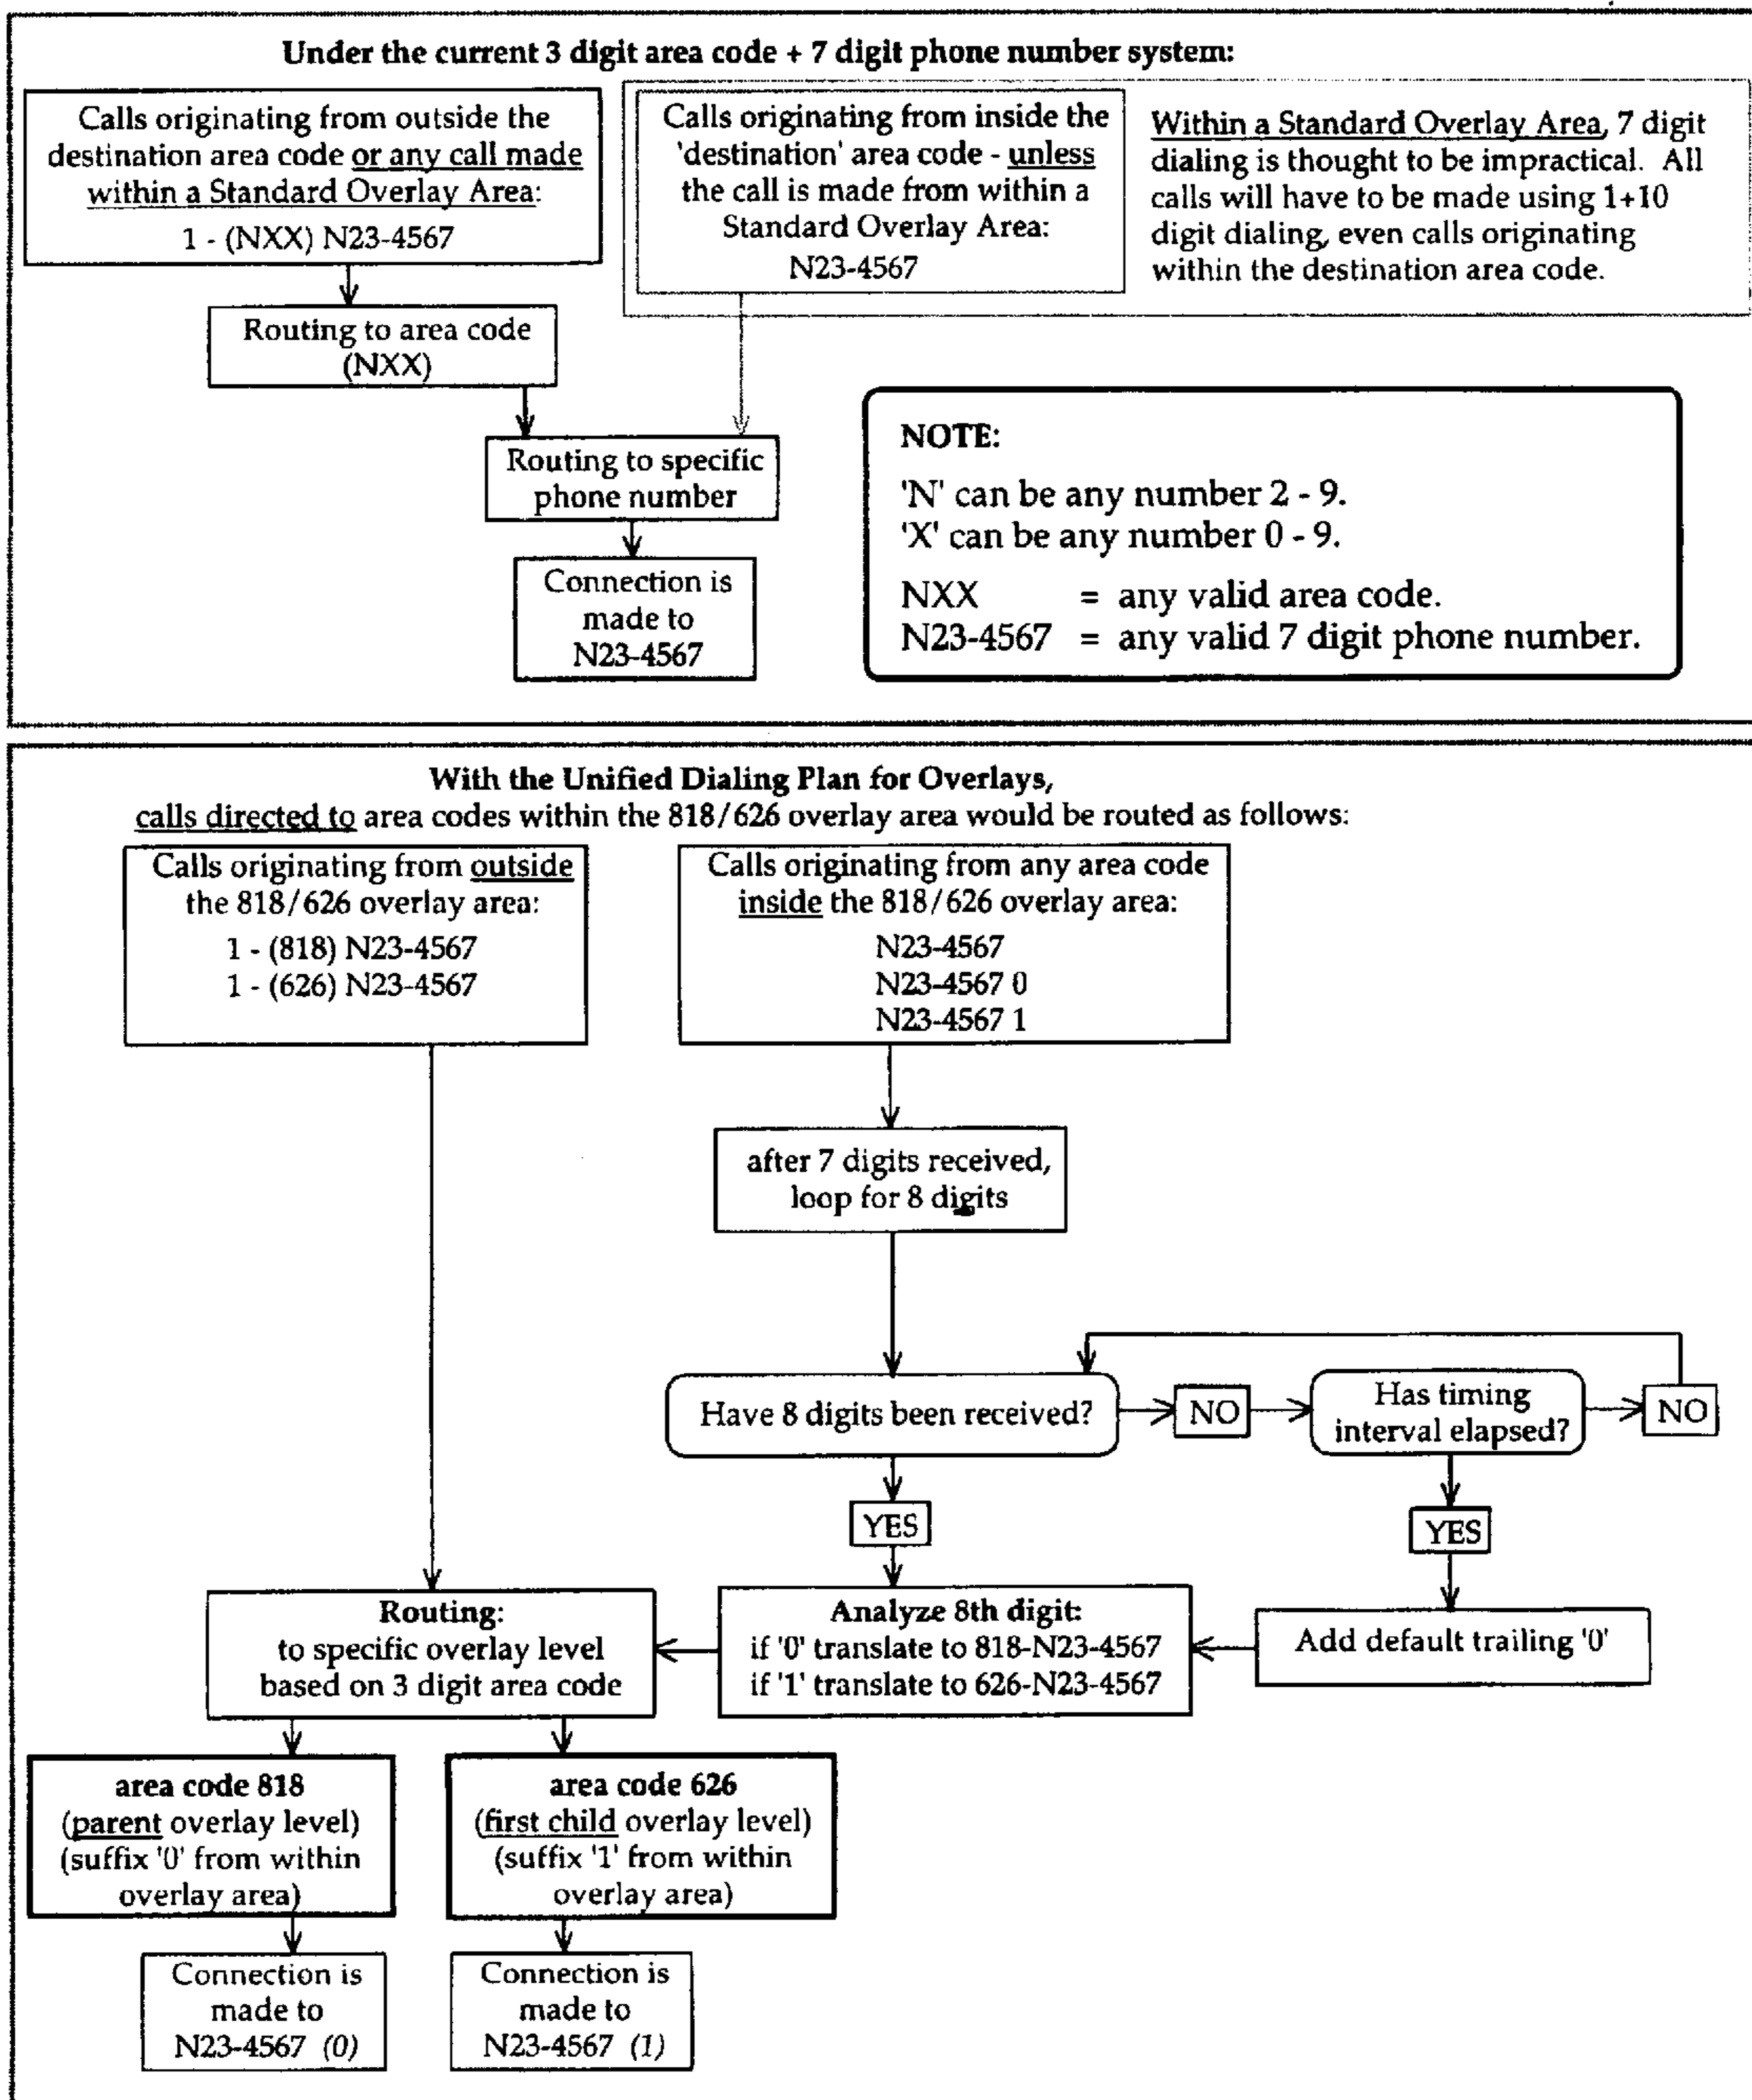 Under the current 3 digit area code + 7 digit phone number system:
Calls originating from outside the
destination area code or any call made
within a Standard Overlay Area:
1 - (NXX) N23-4567
Calls originating from inside the
'destination' area code - unless
the call is made from within a
Standard Overlay Area:
N23-4567
Within a Standard Overlay Area, 7 digit
dialing is thought to be impractical. All
calls will have to be made using 1+10
digit dialing, even calls originating
within the destination area code.
Routing to area code
(NXX)
Routing to specific
phone number
Connection is
made to
N23-4567
NOTE:
'N' can be any number 2 - 9.
'X' can be any number 0 - 9.
NXX = any valid area code.
N23-4567 = any valid 7 digit phone number.
With the Unified Dialing Plan for Overlays,
calls directed to area codes within the 818/626 overlay area would be routed as follows:
Calls originating from outside
the 818/626 overlay area:
1 - (818) N23-4567
1 - (626) N23-4567
Calls originating from any area code
inside the 818/626 overlay area:
N23-4567
N23-4567 0
N23-4567 1
after 7 digits received,
loop for 8 digits
Have 8 digits been received?
NO
Has timing
interval elapsed?
NO
YES
YES
Routing:
to specific overlay level
based on 3 digit area code
Analyze 8th digit:
if '0' translate to 818-N23-4567
if '1' translate to 626-N23-4567
Add default trailing '0'
area code 818
(parent overlay level)
(suffix '0' from within
overlay area)
area code 626
(first child overlay level)
(suffix '1' from within
overlay area)
Connection is
made to
N23-4567 (0)
Connection is
made to
N23-4567 (1)